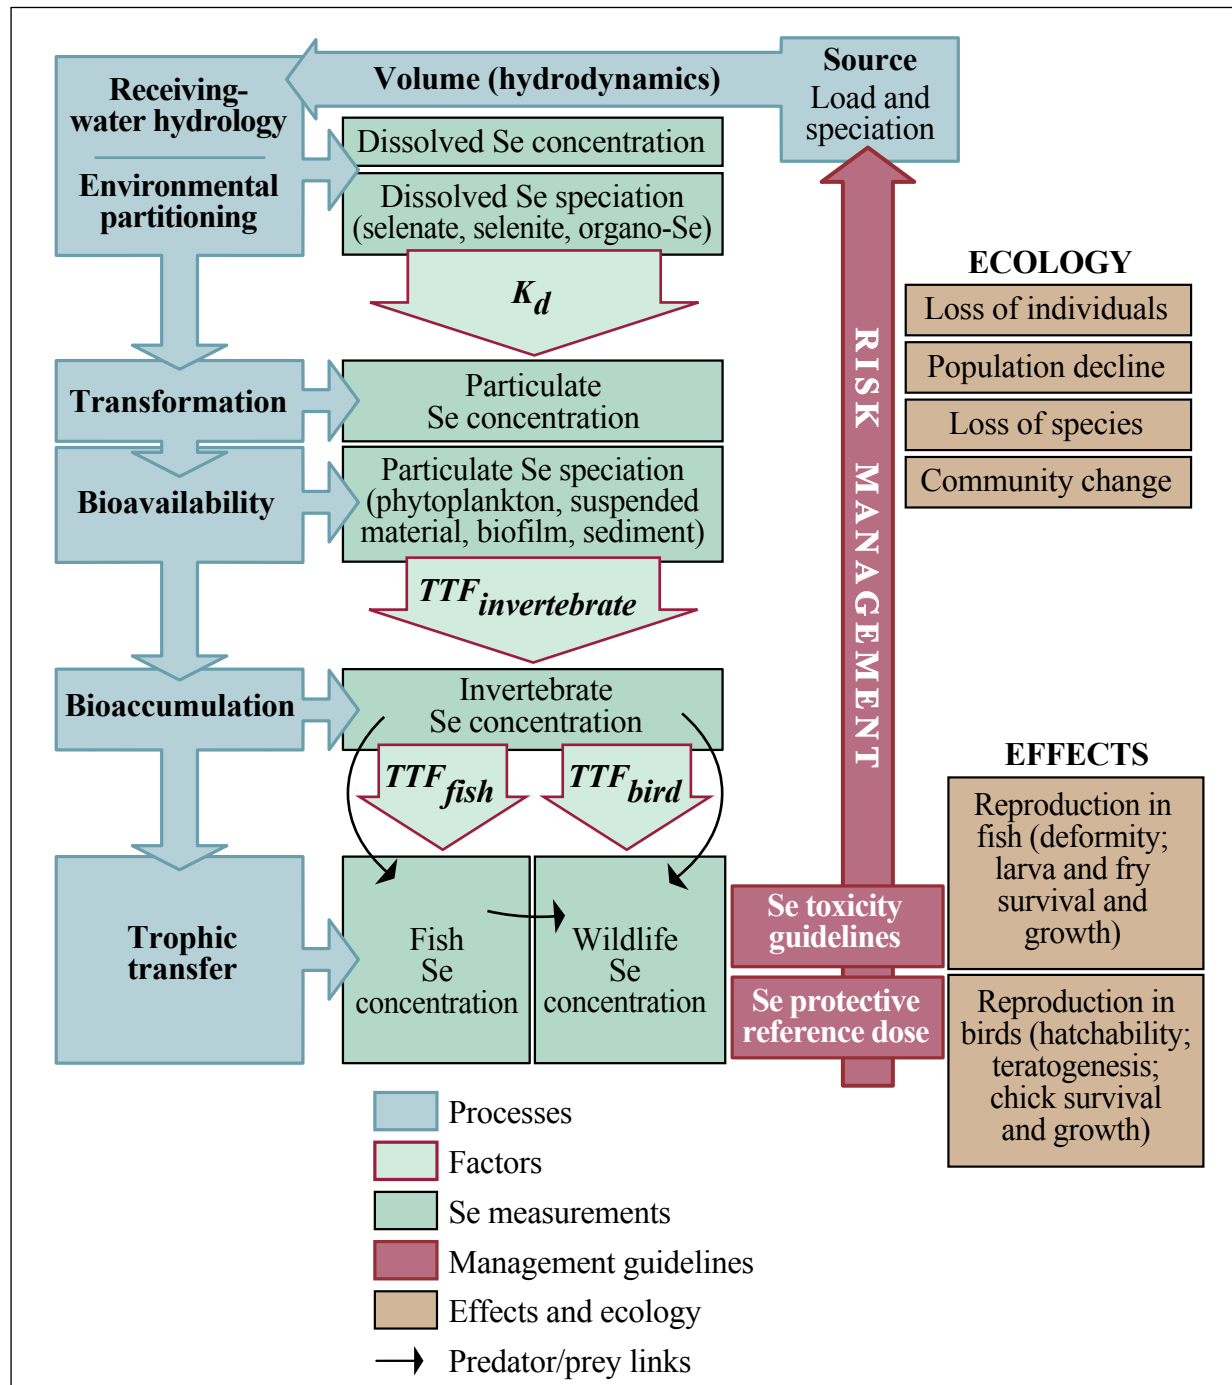 Receiving-
water hydrology
Environmental
partitioning
Volume (hydrodynamics)
Source
Load and
speciation
Dissolved Se concentration
Dissolved Se speciation
(selenate, selenite, organo-Se)
Kd
Transformation
Particulate
Se concentration
Bioavailability
Particulate Se speciation
(phytoplankton, suspended
material, biofilm, sediment)
TTFinvertebrate
Bioaccumulation
Invertebrate
Se concentration
TTFfish
TTFbird
Trophic
transfer
Fish
Se
concentration
Wildlife
Se
concentration
RISK MANAGEMENT
Se toxicity
guidelines
Se protective
reference dose
ECOLOGY
Loss of individuals
Population decline
Loss of species
Community change
EFFECTS
Reproduction in
fish (deformity;
larva and fry
survival and
growth)
Reproduction in
birds (hatchability;
teratogenesis;
chick survival
and growth)
Processes
Factors
Se measurements
Management guidelines
Effects and ecology
Predator/prey links